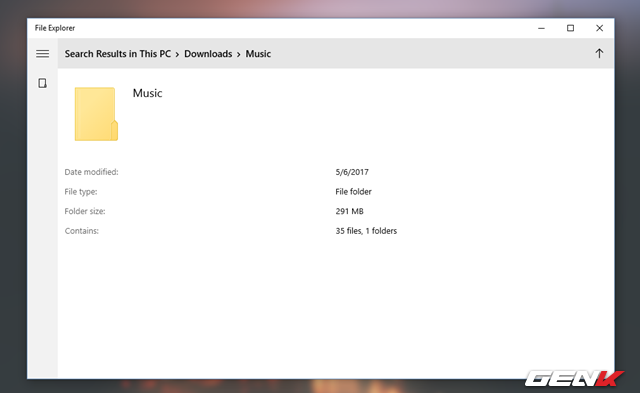 File Explorer
Search Results in This PC > Downloads > Music
Music
Date modified: 5/6/2017
File type: File folder
Folder size: 291 MB
Contains: 35 files, 1 folders
GENK